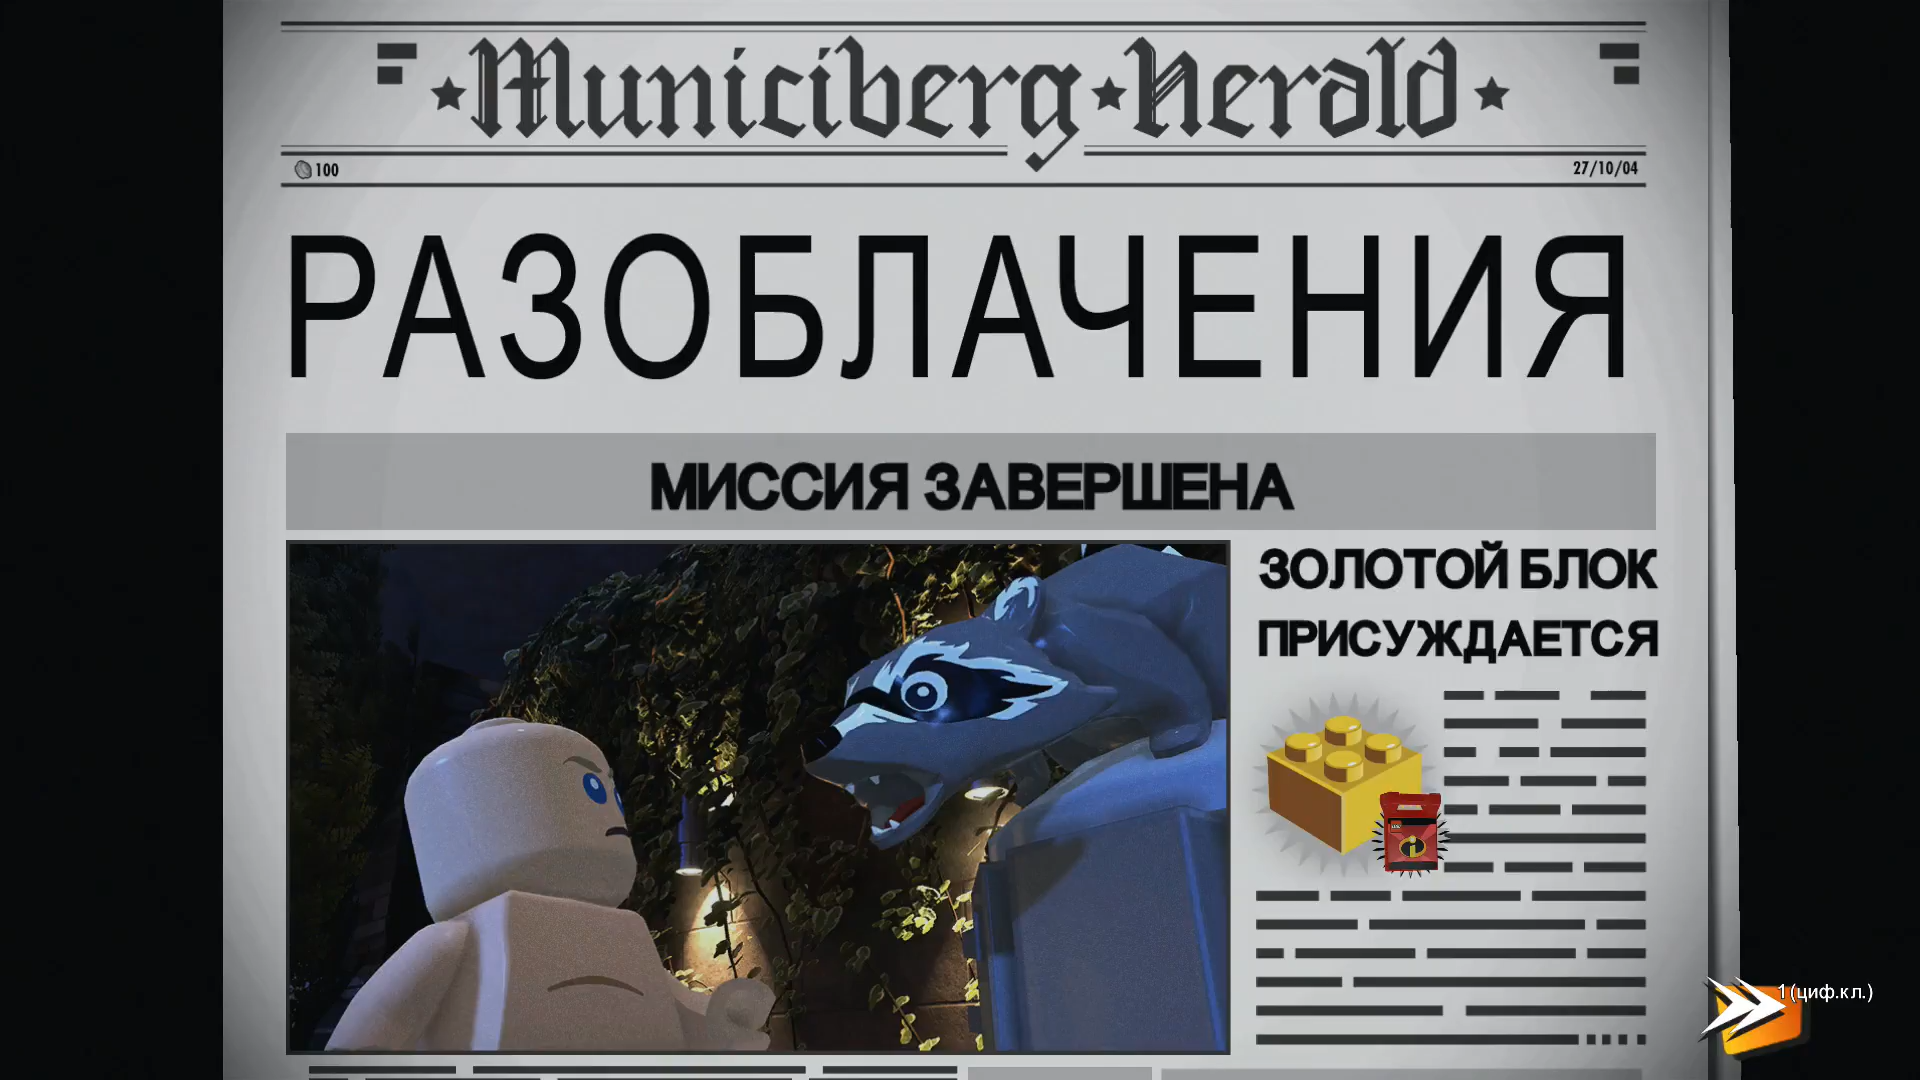 Municiberg Herald
100
27/10/04
РАЗОБЛАЧЕНИЯ
МИССИЯ ЗАВЕРШЕНА
ЗОЛОТОЙ БЛОК
ПРИСУЖДАЕТСЯ
1(циф.кл.)